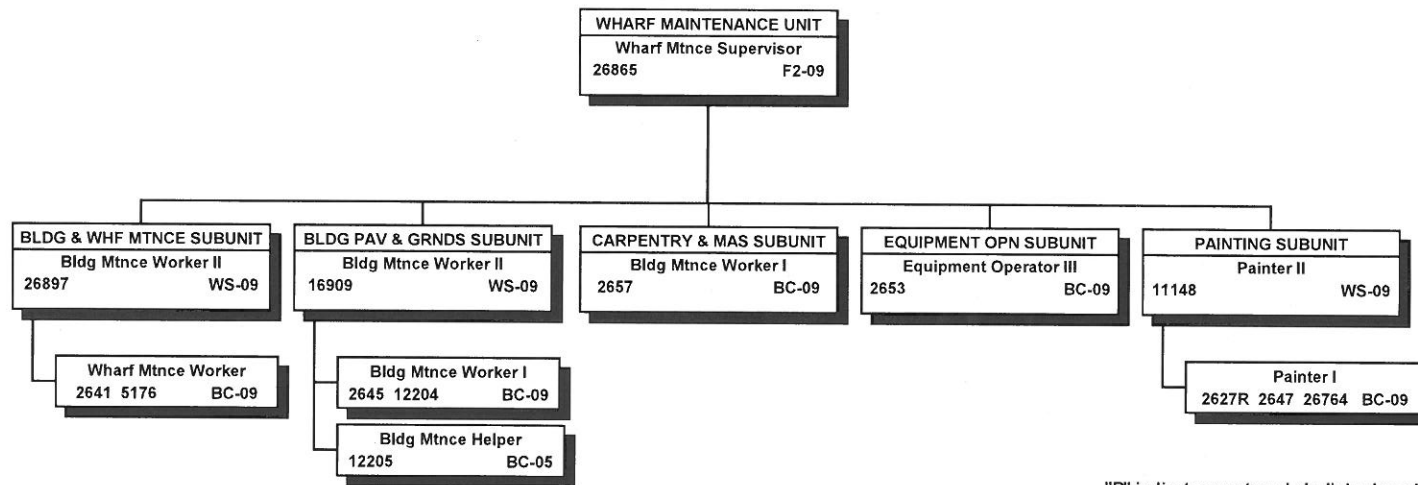 WHARF MAINTENANCE UNIT
Wharf Mtnce Supervisor
26865 F2-09
BLDG & WHF MTNCE SUBUNIT
Bldg Mtnce Worker II
26897 WS-09
Wharf Mtnce Worker
2641 5176 BC-09
BLDG PAV & GRNDS SUBUNIT
Bldg Mtnce Worker II
16909 WS-09
Bldg Mtnce Worker I
2645 12204 BC-09
Bldg Mtnce Helper
12205 BC-05
CARPENTRY & MAS SUBUNIT
Bldg Mtnce Worker I
2657 BC-09
EQUIPMENT OPN SUBUNIT
Equipment Operator III
2653 BC-09
PAINTING SUBUNIT
Painter II
11148 WS-09
Painter I
2627R 2647 26764 BC-09